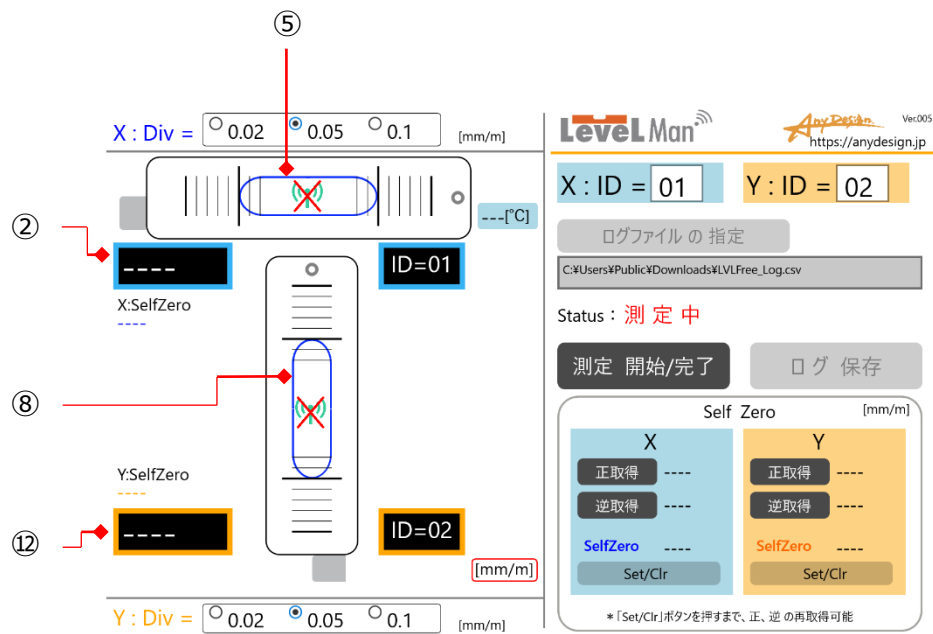 ⑤
X : Div = 0.02 0.05 0.1 [mm/m]
② ---[℃]
---- ID=01
X:SelfZero
----
⑧
Y:SelfZero
----
⑫ ---- ID=02
[mm/m]
Y : Div = 0.02 0.05 0.1 [mm/m]
LeveL Man
AnyDesign Ver.005
https://anydesign.jp
X : ID = 01 Y : ID = 02
ログファイル の 指定
C:¥Users¥Public¥Downloads¥LVLFree_Log.csv
Status : 測 定 中
測定 開始/完了 ロ グ 保存
Self Zero [mm/m]
X Y
正取得 ---- 正取得 ----
逆取得 ---- 逆取得 ----
SelfZero ---- SelfZero ----
Set/Clr Set/Clr
*「Set/Clr」ボタンを押すまで、正、逆 の再取得可能